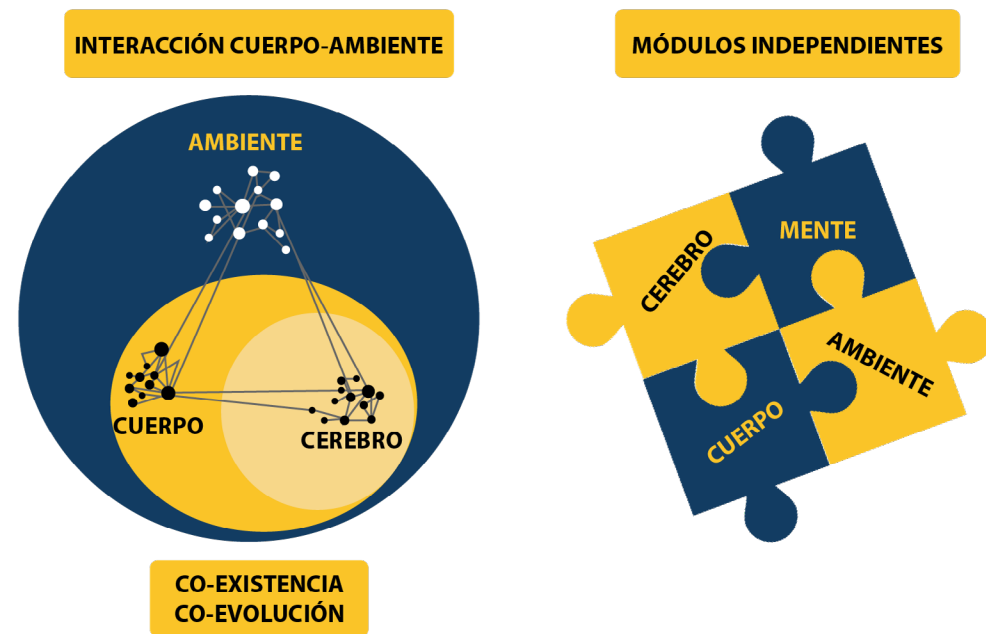 INTERACCIÓN CUERPO-AMBIENTE
AMBIENTE
CUERPO
CEREBRO
CO-EXISTENCIA
CO-EVOLUCIÓN
MÓDULOS INDEPENDIENTES
CEREBRO
MENTE
CUERPO
AMBIENTE